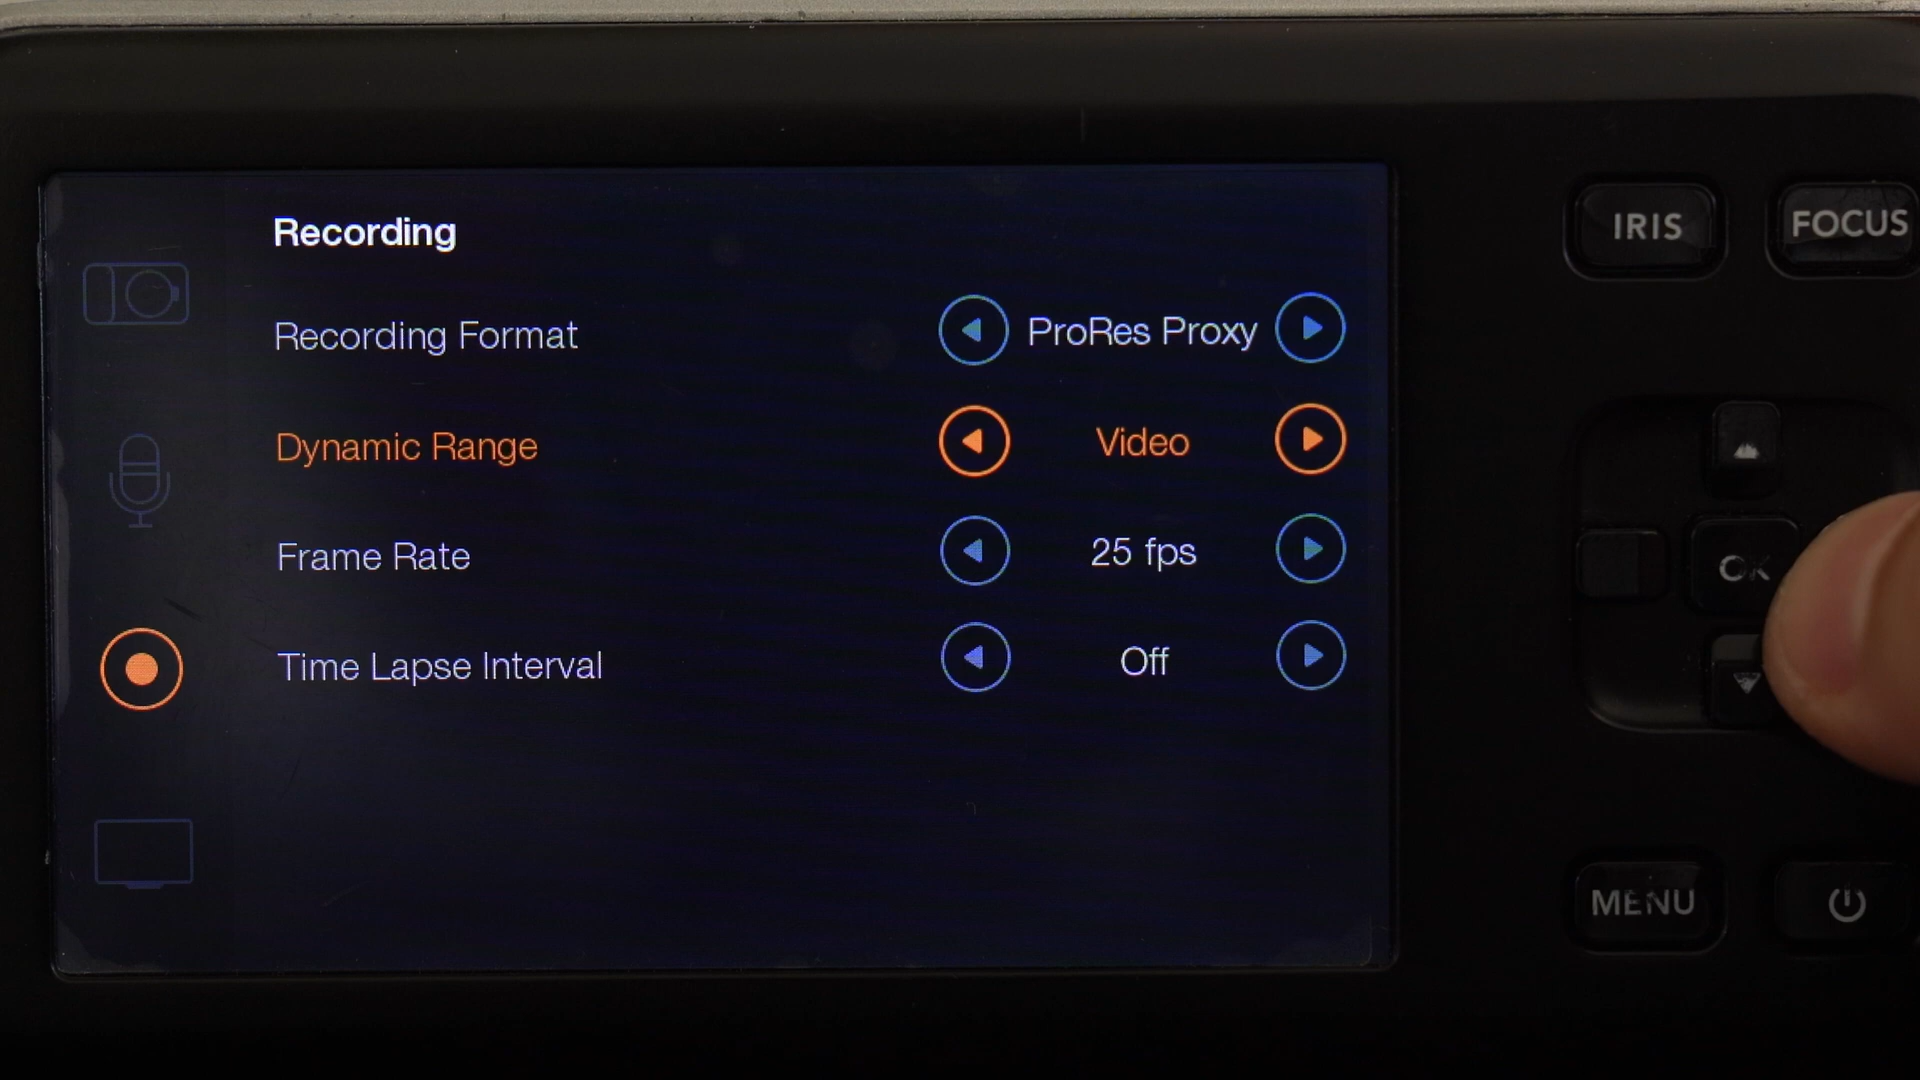 Recording
Recording Format ProRes Proxy
Dynamic Range Video
Frame Rate 25 fps
Time Lapse Interval Off
IRIS
FOCUS
OK
MENU